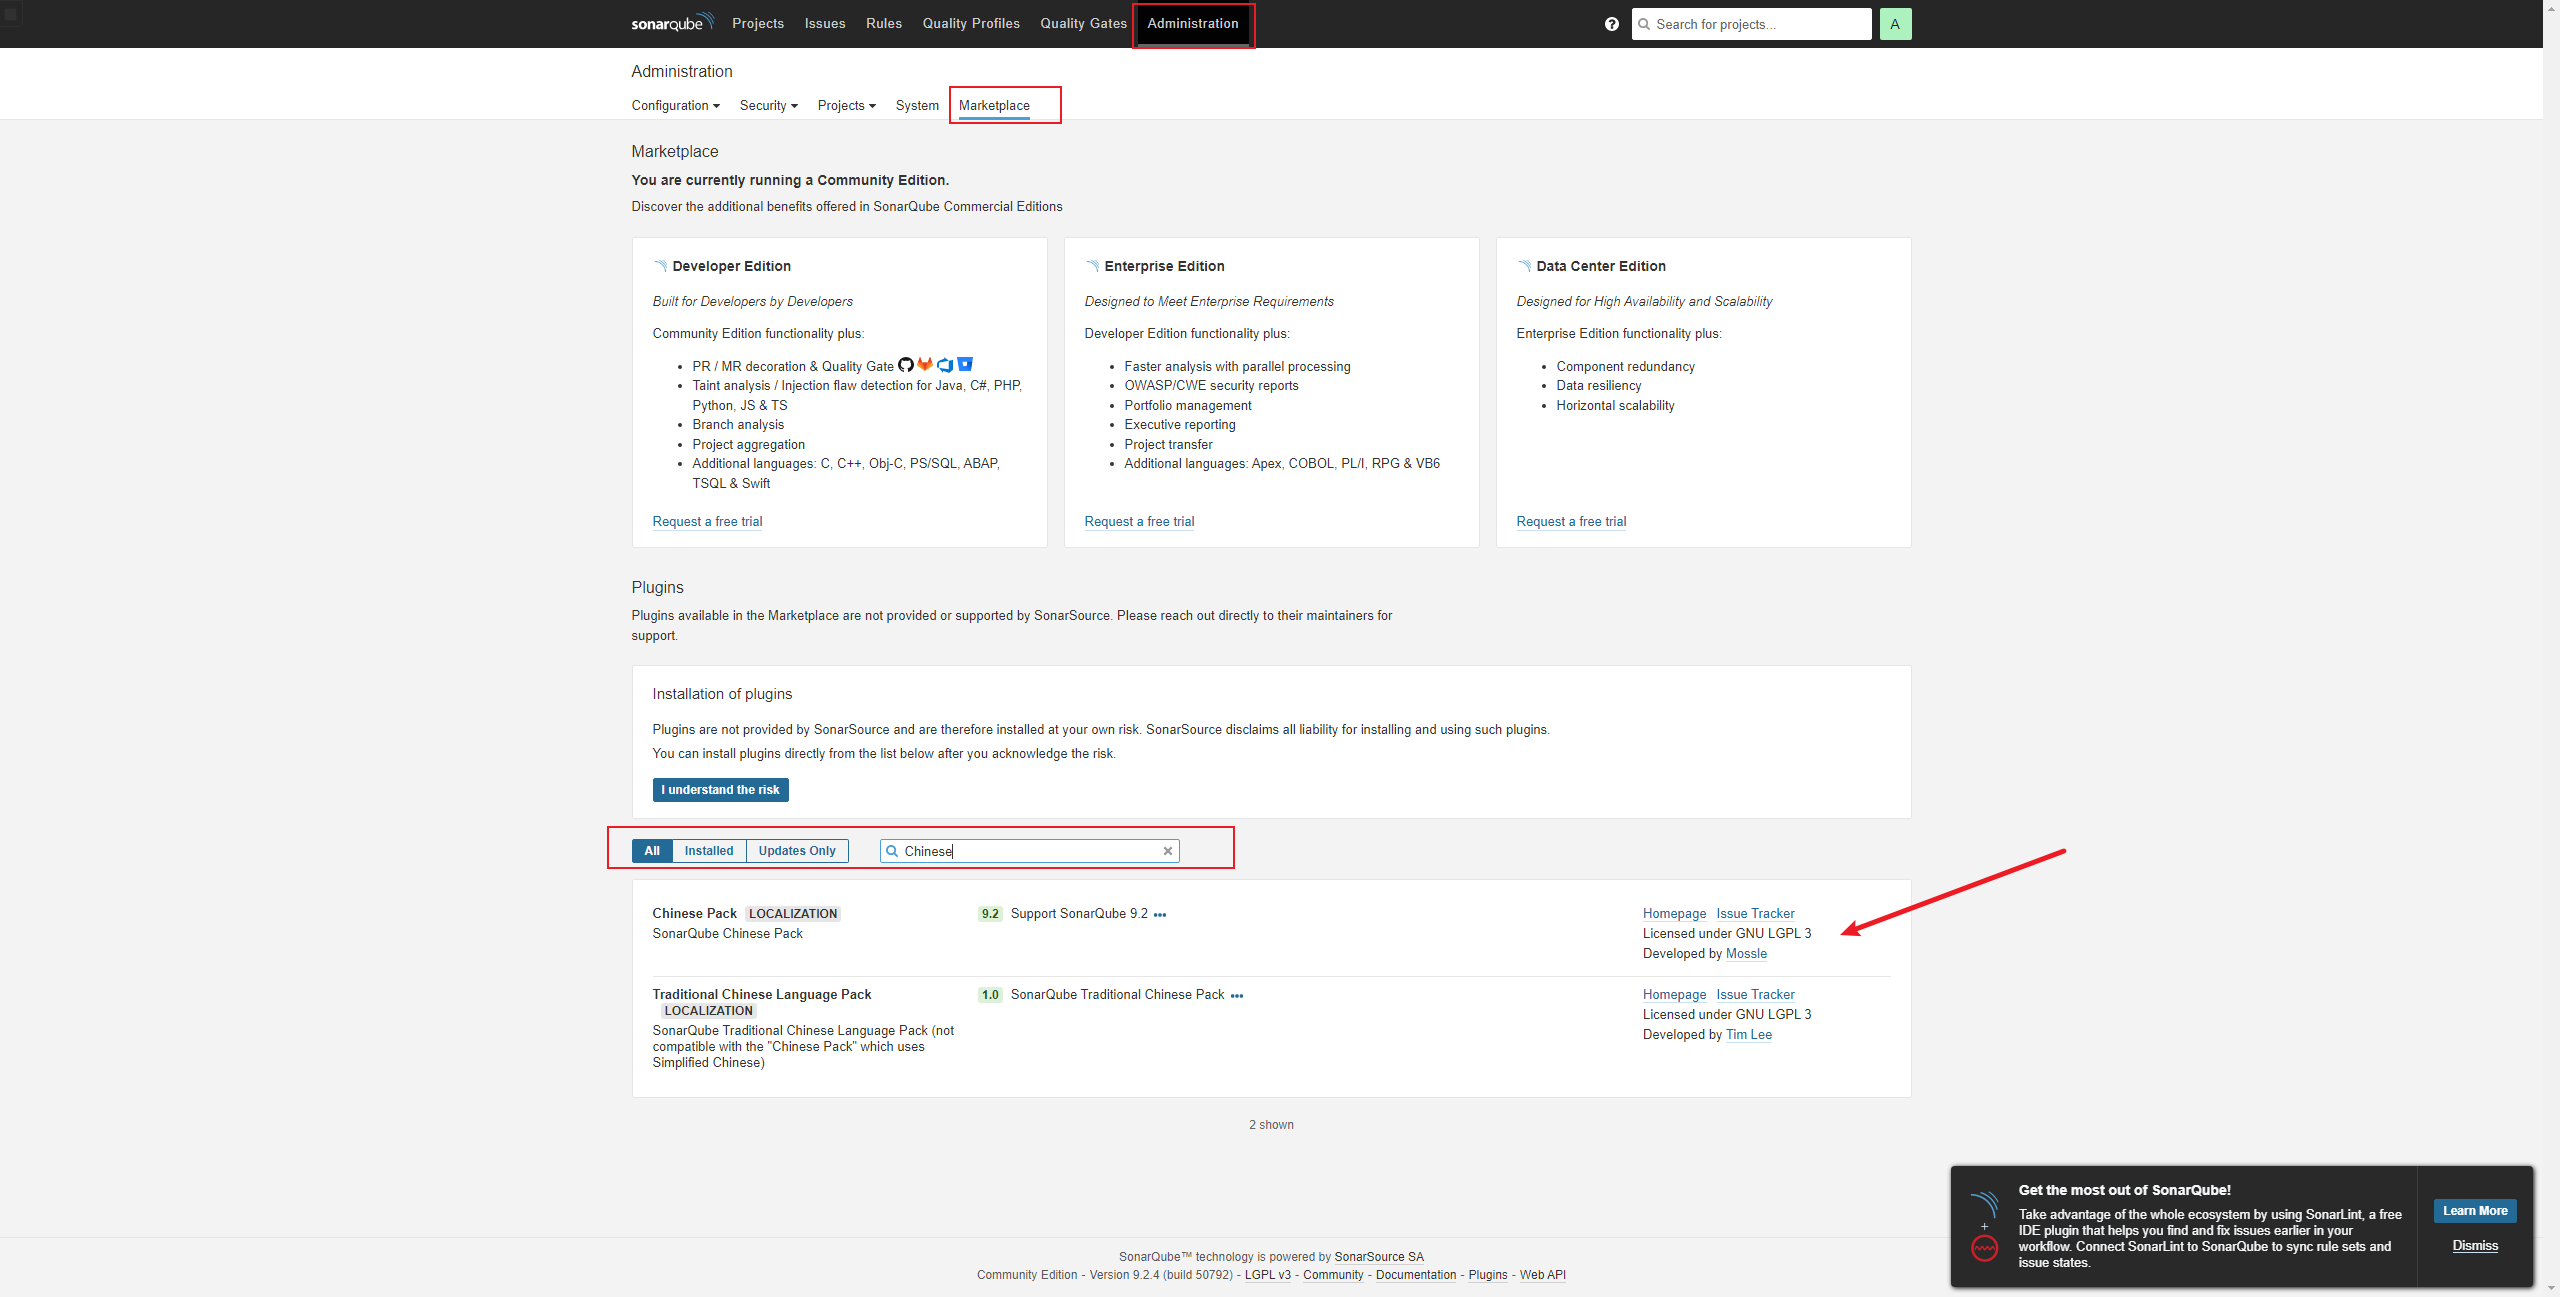 sonarqube Projects Issues Rules Quality Profiles Quality Gates Administration Search for projects... A
Administration
Configuration Security Projects System Marketplace
Marketplace
You are currently running a Community Edition.
Discover the additional benefits offered in SonarQube Commercial Editions
Developer Edition
Built for Developers by Developers
Community Edition functionality plus:
• PR / MR decoration & Quality Gate
• Taint analysis / Injection flaw detection for Java, C#, PHP,
Python, JS & TS
• Branch analysis
• Project aggregation
• Additional languages: C, C++, Obj-C, PS/SQL, ABAP,
TSQL & Swift
Request a free trial
Enterprise Edition
Designed to Meet Enterprise Requirements
Developer Edition functionality plus:
• Faster analysis with parallel processing
• OWASP/CWE security reports
• Portfolio management
• Executive reporting
• Project transfer
• Additional languages: Apex, COBOL, PL/I, RPG & VB6
Request a free trial
Data Center Edition
Designed for High Availability and Scalability
Enterprise Edition functionality plus:
• Component redundancy
• Data resiliency
• Horizontal scalability
Request a free trial
Plugins
Plugins available in the Marketplace are not provided or supported by SonarSource. Please reach out directly to their maintainers for
support.
Installation of plugins
Plugins are not provided by SonarSource and are therefore installed at your own risk. SonarSource disclaims all liability for installing and using such plugins.
You can install plugins directly from the list below after you acknowledge the risk.
I understand the risk
All Installed Updates Only Chinese
Chinese Pack LOCALIZATION
SonarQube Chinese Pack
9.2 Support SonarQube 9.2 •••
Homepage Issue Tracker
Licensed under GNU LGPL 3
Developed by Mossle
Traditional Chinese Language Pack
LOCALIZATION
SonarQube Traditional Chinese Language Pack (not
compatible with the "Chinese Pack" which uses
Simplified Chinese)
1.0 SonarQube Traditional Chinese Pack •••
Homepage Issue Tracker
Licensed under GNU LGPL 3
Developed by Tim Lee
2 shown
Get the most out of SonarQube!
Take advantage of the whole ecosystem by using SonarLint, a free
IDE plugin that helps you find and fix issues earlier in your
workflow. Connect SonarLint to SonarQube to sync rule sets and
issue states.
Learn More
Dismiss
SonarQube™ technology is powered by SonarSource SA
Community Edition - Version 9.2.4 (build 50792) - LGPL v3 - Community - Documentation - Plugins - Web API